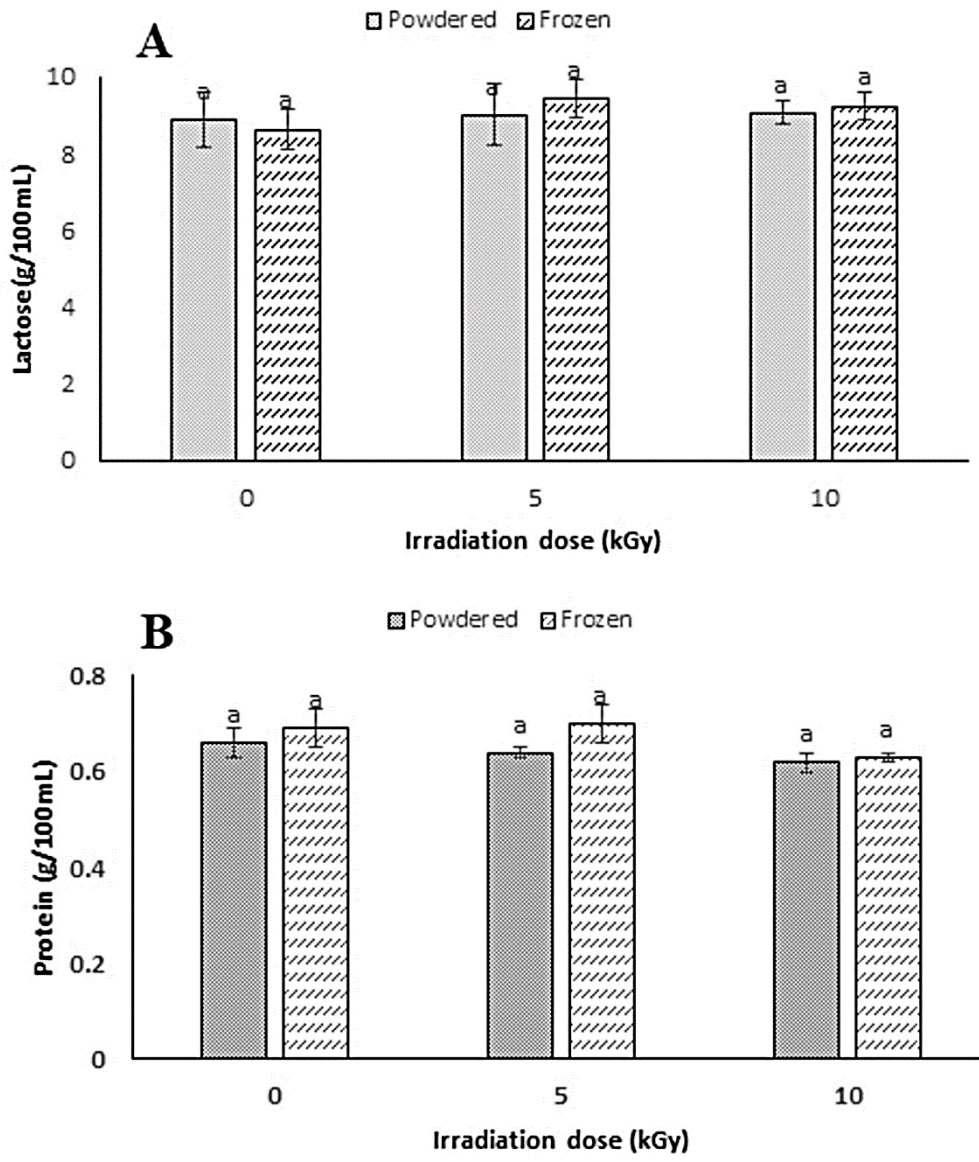 Powdered Frozen
A
10
8
6
4
2
0
Lactose(g/100mL)
a a a a a a
0 5 10
Irradiation dose (kGy)
Powdered Frozen
B
0.8
0.6
0.4
0.2
0
Protein (g/100mL)
a a a a a a
0 5 10
Irradiation dose (kGy)